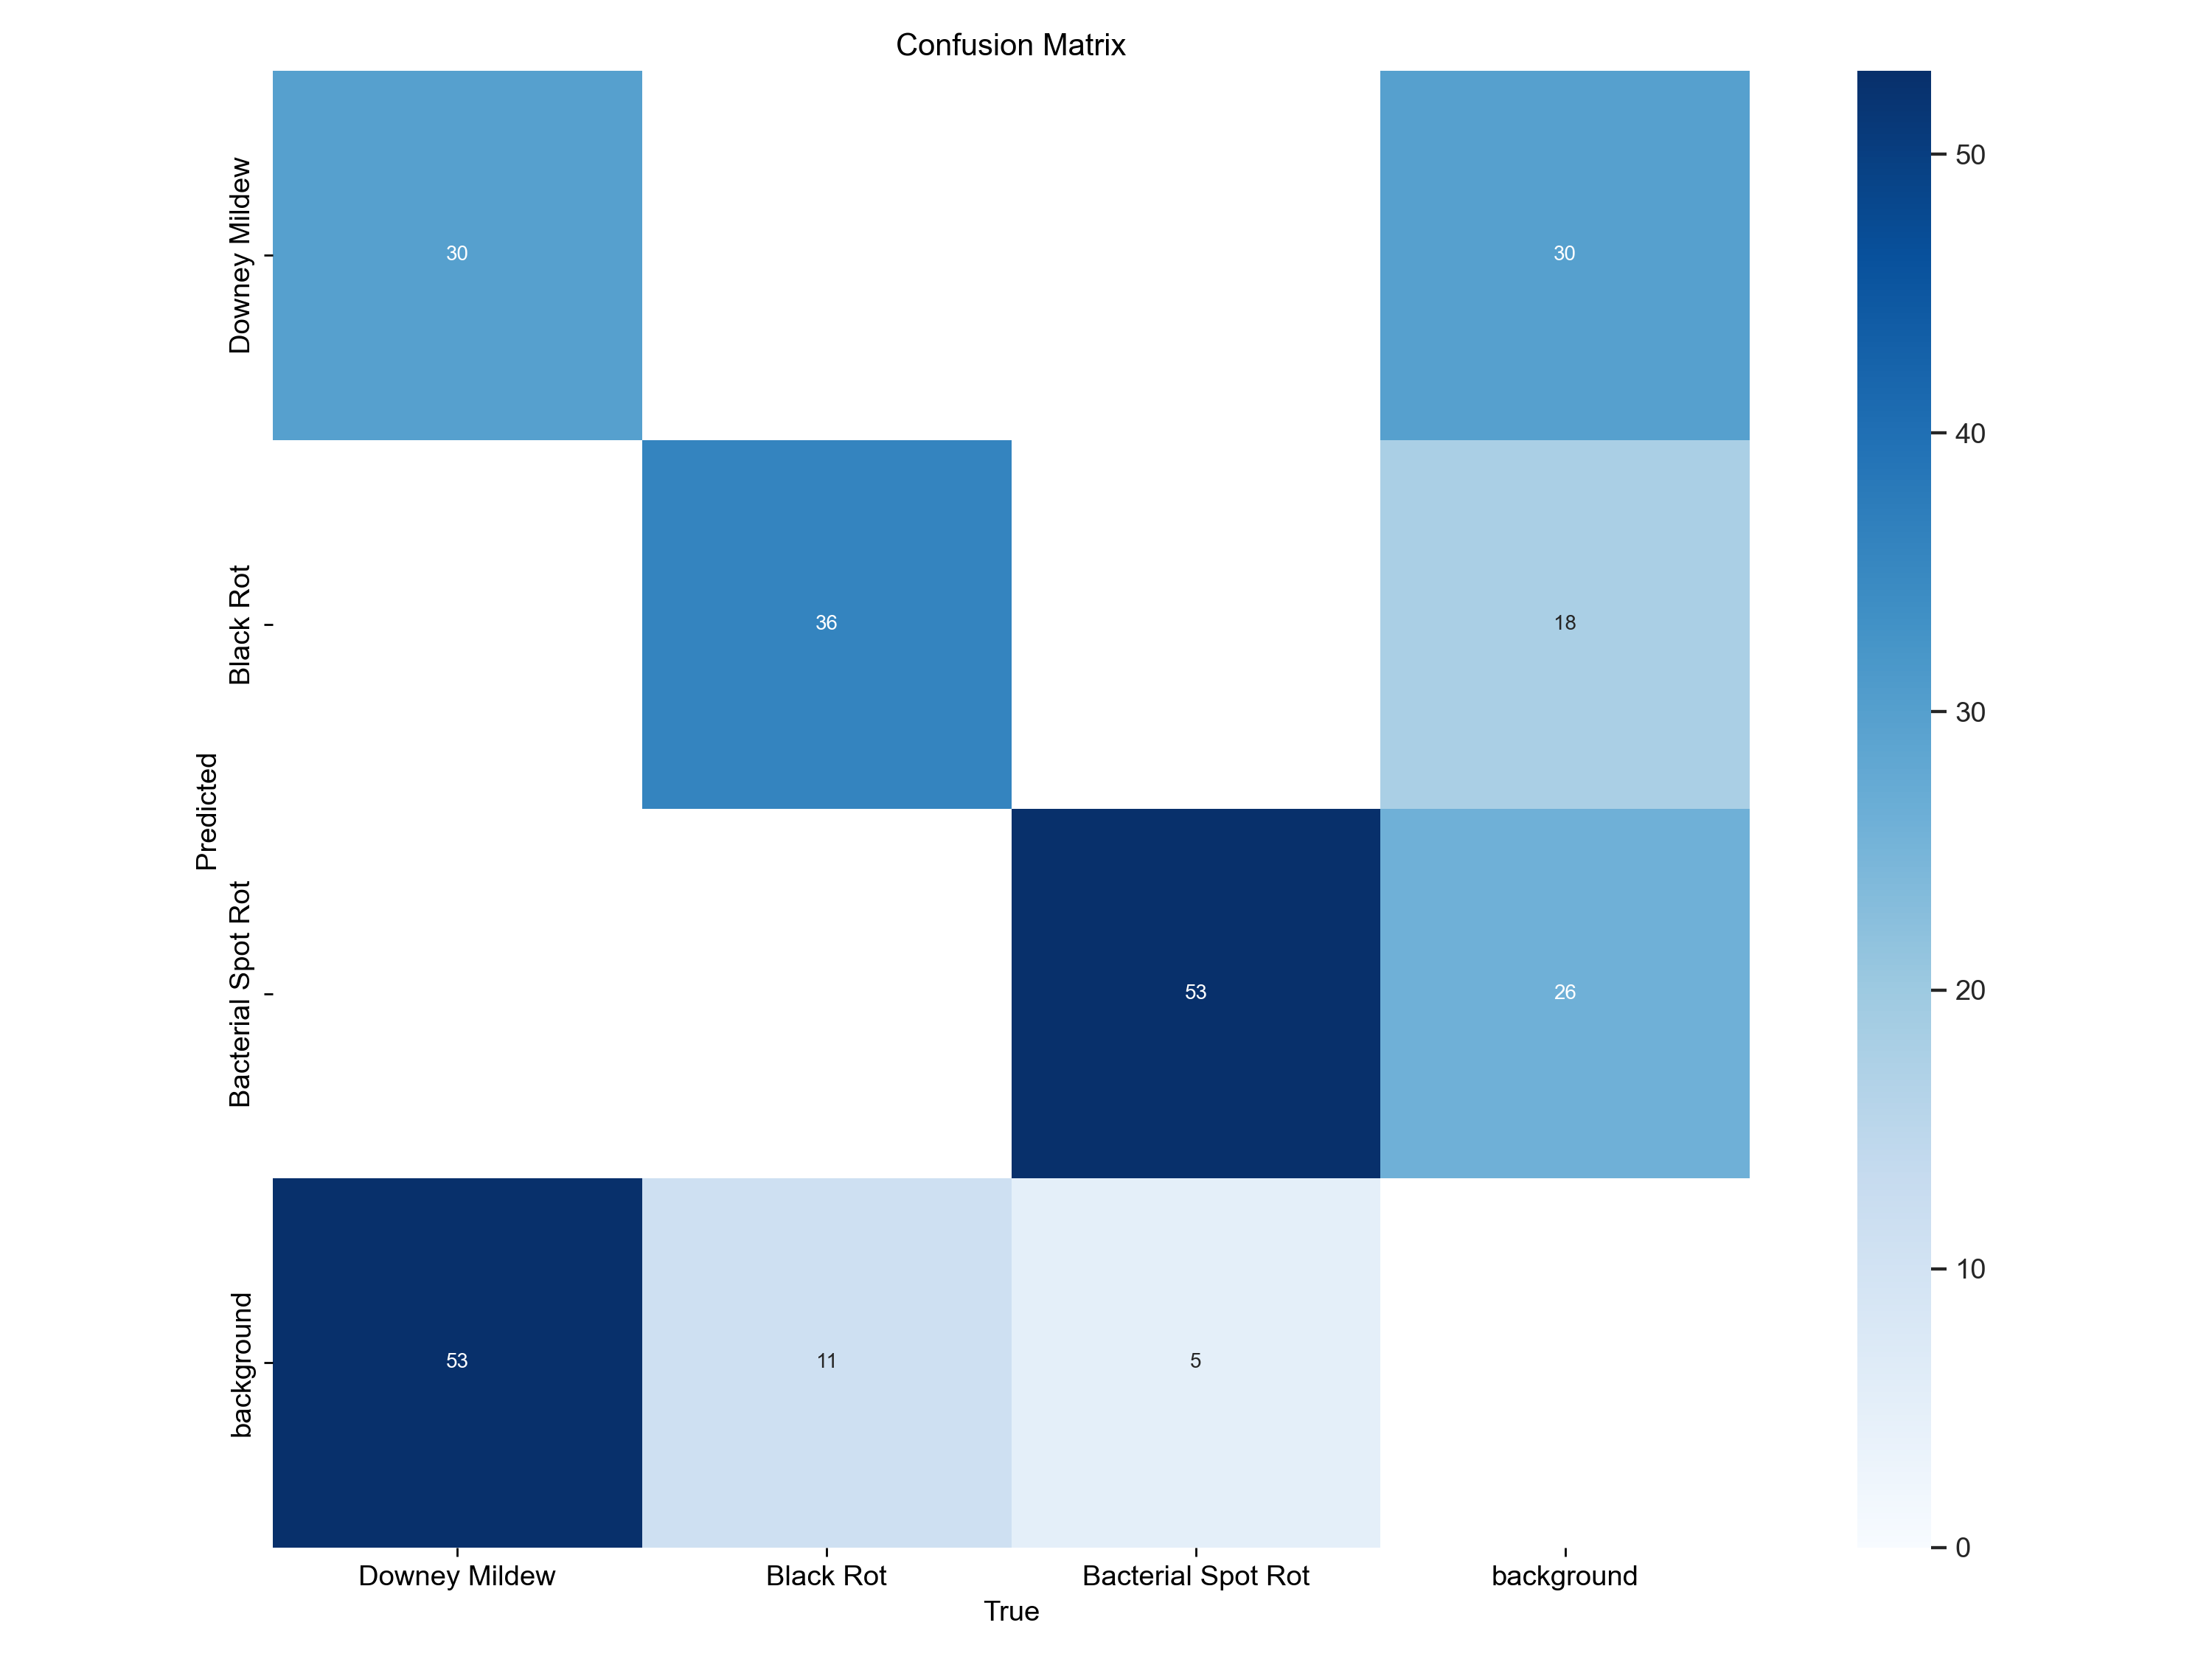 Confusion Matrix
Downey Mildew
30
30
50
40
Black Rot
36
18
30
Predicted
Bacterial Spot Rot
53
26
20
background
53
11
5
10
0
Downey Mildew
Black Rot
Bacterial Spot Rot
background
True